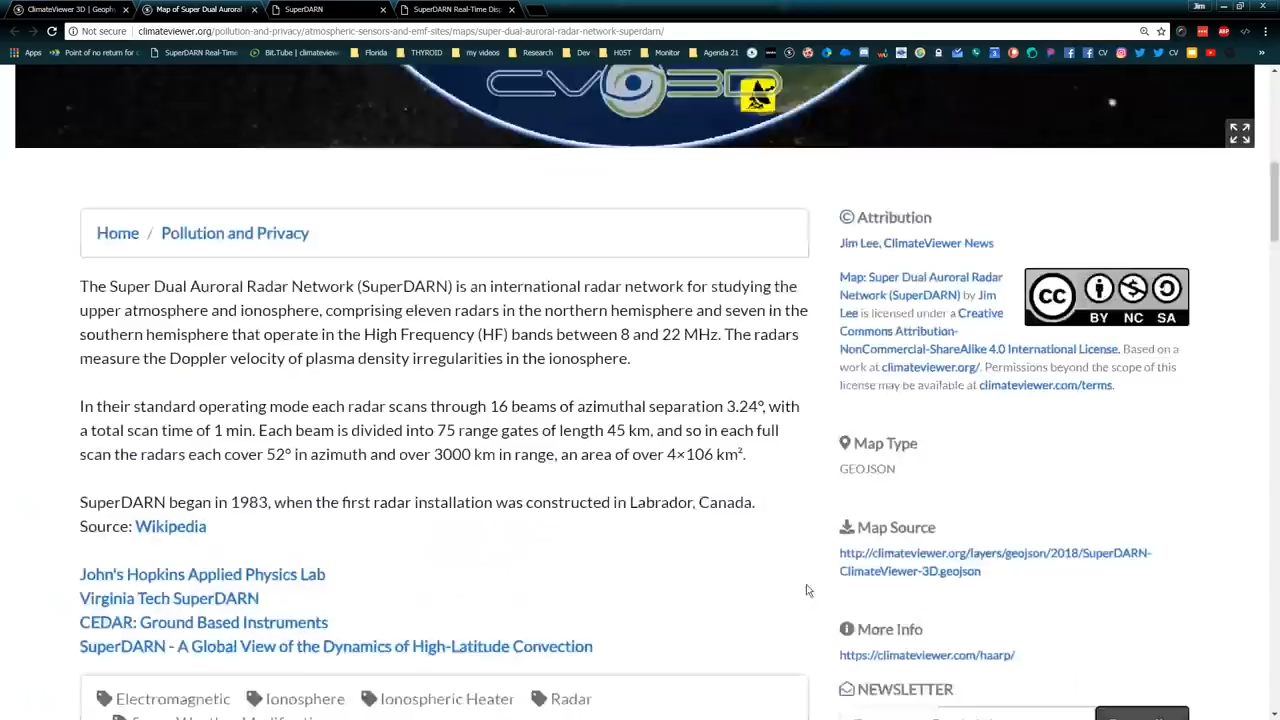 ClimateViewer 3D | Geoph
Map of Super Dual Auroral
SuperDARN
SuperDARN Real-Time Disp
Jim
Not secure | climateviewer.org/pollution-and-privacy/atmospheric-sensors-and-emf-sites/maps/super-dual-auroral-radar-network-superdarn/
Apps Point of no return for c SuperDARN Real-Time Bit.Tube | climateview Florida THYROID my videos Research Dev HOST Monitor Agenda 21 CV CV
CV3D
Home / Pollution and Privacy
The Super Dual Auroral Radar Network (SuperDARN) is an international radar network for studying the
upper atmosphere and ionosphere, comprising eleven radars in the northern hemisphere and seven in the
southern hemisphere that operate in the High Frequency (HF) bands between 8 and 22 MHz. The radars
measure the Doppler velocity of plasma density irregularities in the ionosphere.
In their standard operating mode each radar scans through 16 beams of azimuthal separation 3.24°, with
a total scan time of 1 min. Each beam is divided into 75 range gates of length 45 km, and so in each full
scan the radars each cover 52° in azimuth and over 3000 km in range, an area of over 4×106 km².
SuperDARN began in 1983, when the first radar installation was constructed in Labrador, Canada.
Source: Wikipedia
John's Hopkins Applied Physics Lab
Virginia Tech SuperDARN
CEDAR: Ground Based Instruments
SuperDARN - A Global View of the Dynamics of High-Latitude Convection
Electromagnetic Ionosphere Ionospheric Heater Radar
Attribution
Jim Lee, ClimateViewer News
Map: Super Dual Auroral Radar
Network (SuperDARN) by Jim
Lee is licensed under a Creative
Commons Attribution-
NonCommercial-ShareAlike 4.0 International License. Based on a
work at climateviewer.org/. Permissions beyond the scope of this
license may be available at climateviewer.com/terms.
CC
BY NC SA
Map Type
GEOJSON
Map Source
http://climateviewer.org/layers/geojson/2018/SuperDARN-
ClimateViewer-3D.geojson
More Info
https://climateviewer.com/haarp/
NEWSLETTER